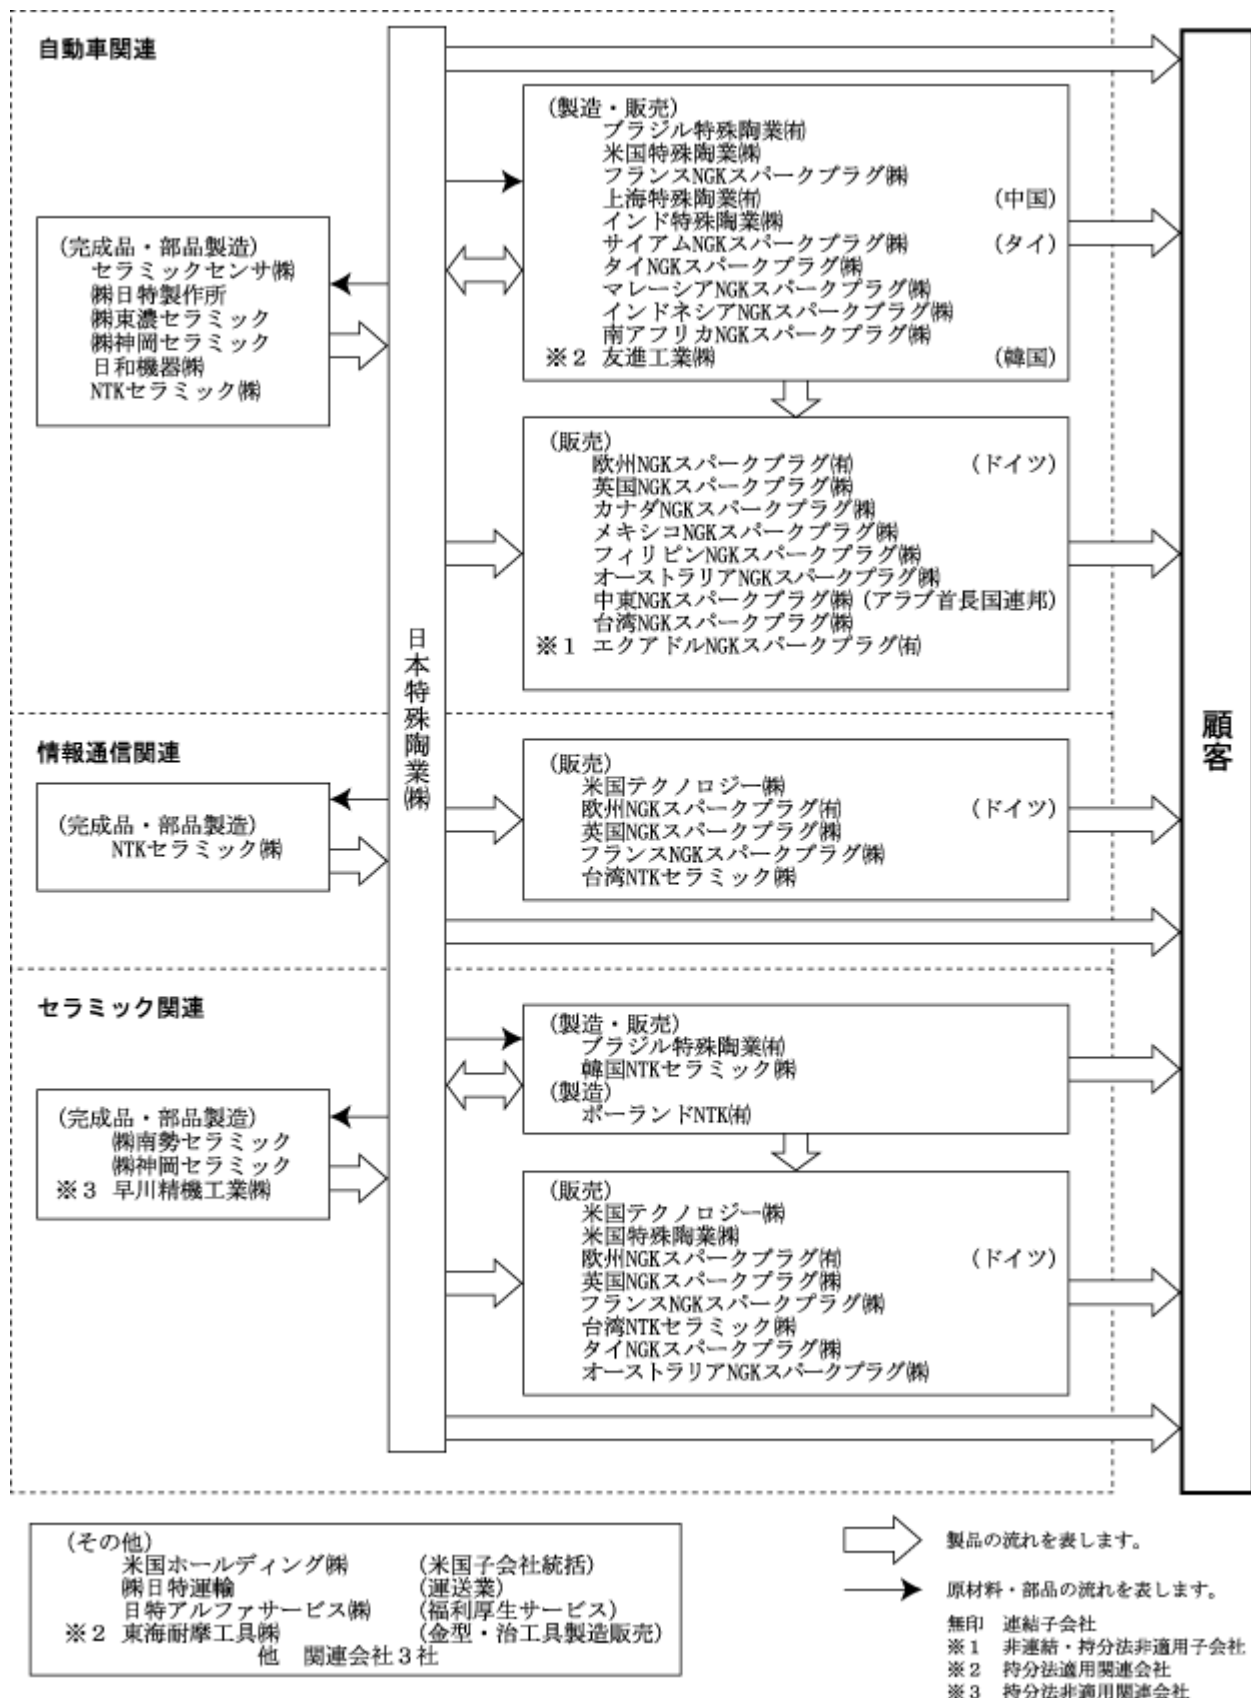 自動車関連
(製造・販売)
ブラジル特殊陶業㈲
米国特殊陶業㈱
フランスNGKスパークプラグ㈱
上海特殊陶業㈲ (中国)
インド特殊陶業㈱
サイアムNGKスパークプラグ㈱ (タイ)
タイNGKスパークプラグ㈱
マレーシアNGKスパークプラグ㈱
インドネシアNGKスパークプラグ㈱
南アフリカNGKスパークプラグ㈱
※2 友進工業㈱ (韓国)
(完成品・部品製造)
セラミックセンサ㈱
㈱日特製作所
㈱東濃セラミック
㈱神岡セラミック
日和機器㈱
NTKセラミック㈱
(販売)
欧州NGKスパークプラグ㈲ (ドイツ)
英国NGKスパークプラグ㈱
カナダNGKスパークプラグ㈱
メキシコNGKスパークプラグ㈱
フィリピンNGKスパークプラグ㈱
オーストラリアNGKスパークプラグ㈱
中東NGKスパークプラグ㈱ (アラブ首長国連邦)
台湾NGKスパークプラグ㈱
※1 エクアドルNGKスパークプラグ㈲
日本特殊陶業㈱
顧客
情報通信関連
(完成品・部品製造)
NTKセラミック㈱
(販売)
米国テクノロジー㈱
欧州NGKスパークプラグ㈲ (ドイツ)
英国NGKスパークプラグ㈱
フランスNGKスパークプラグ㈱
台湾NTKセラミック㈱
セラミック関連
(製造・販売)
ブラジル特殊陶業㈲
韓国NTKセラミック㈱
(製造)
ポーランドNTK㈲
(完成品・部品製造)
㈱南勢セラミック
㈱神岡セラミック
※3 早川精機工業㈱
(販売)
米国テクノロジー㈱
米国特殊陶業㈱
欧州NGKスパークプラグ㈲ (ドイツ)
英国NGKスパークプラグ㈱
フランスNGKスパークプラグ㈱
台湾NTKセラミック㈱
タイNGKスパークプラグ㈱
オーストラリアNGKスパークプラグ㈱
(その他)
米国ホールディング㈱ (米国子会社統括)
㈱日特運輸 (運送業)
日特アルファサービス㈱ (福利厚生サービス)
※2 東海耐摩工具㈱ (金型・治工具製造販売)
他 関連会社3社
製品の流れを表します。
原材料・部品の流れを表します。
無印 連結子会社
※1 非連結・持分法非適用子会社
※2 持分法適用関連会社
※3 持分法非適用関連会社